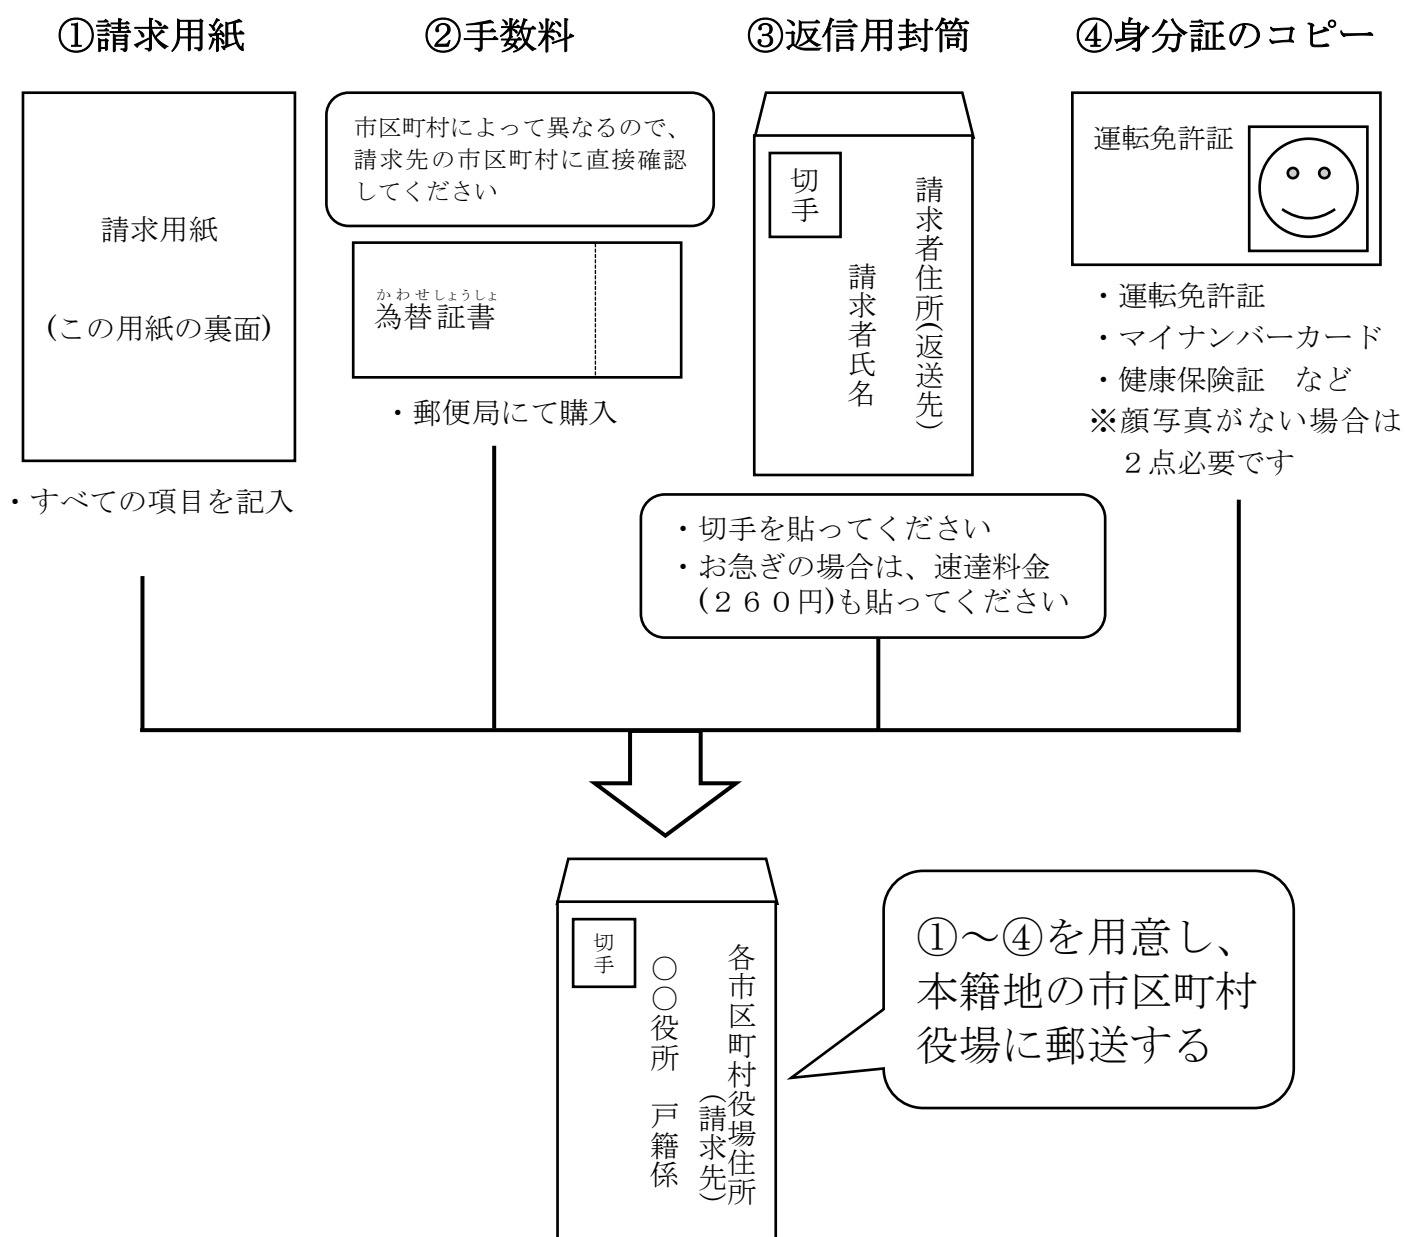 ①請求用紙
請求用紙
(この用紙の裏面)
・すべての項目を記入
②手数料
市区町村によって異なるので、
請求先の市区町村に直接確認
してください
かわせしょうしょ
為替証書
・郵便局にて購入
③返信用封筒
切手
請求者住所(返送先)
請求者氏名
・切手を貼ってください
・お急ぎの場合は、速達料金
(２６０円)も貼ってください
④身分証のコピー
運転免許証
・運転免許証
・マイナンバーカード
・健康保険証　など
※顔写真がない場合は
２点必要です
切手
各市区町村役場住所
(請求先)
○○役所　戸籍係
①～④を用意し、
本籍地の市区町村
役場に郵送する